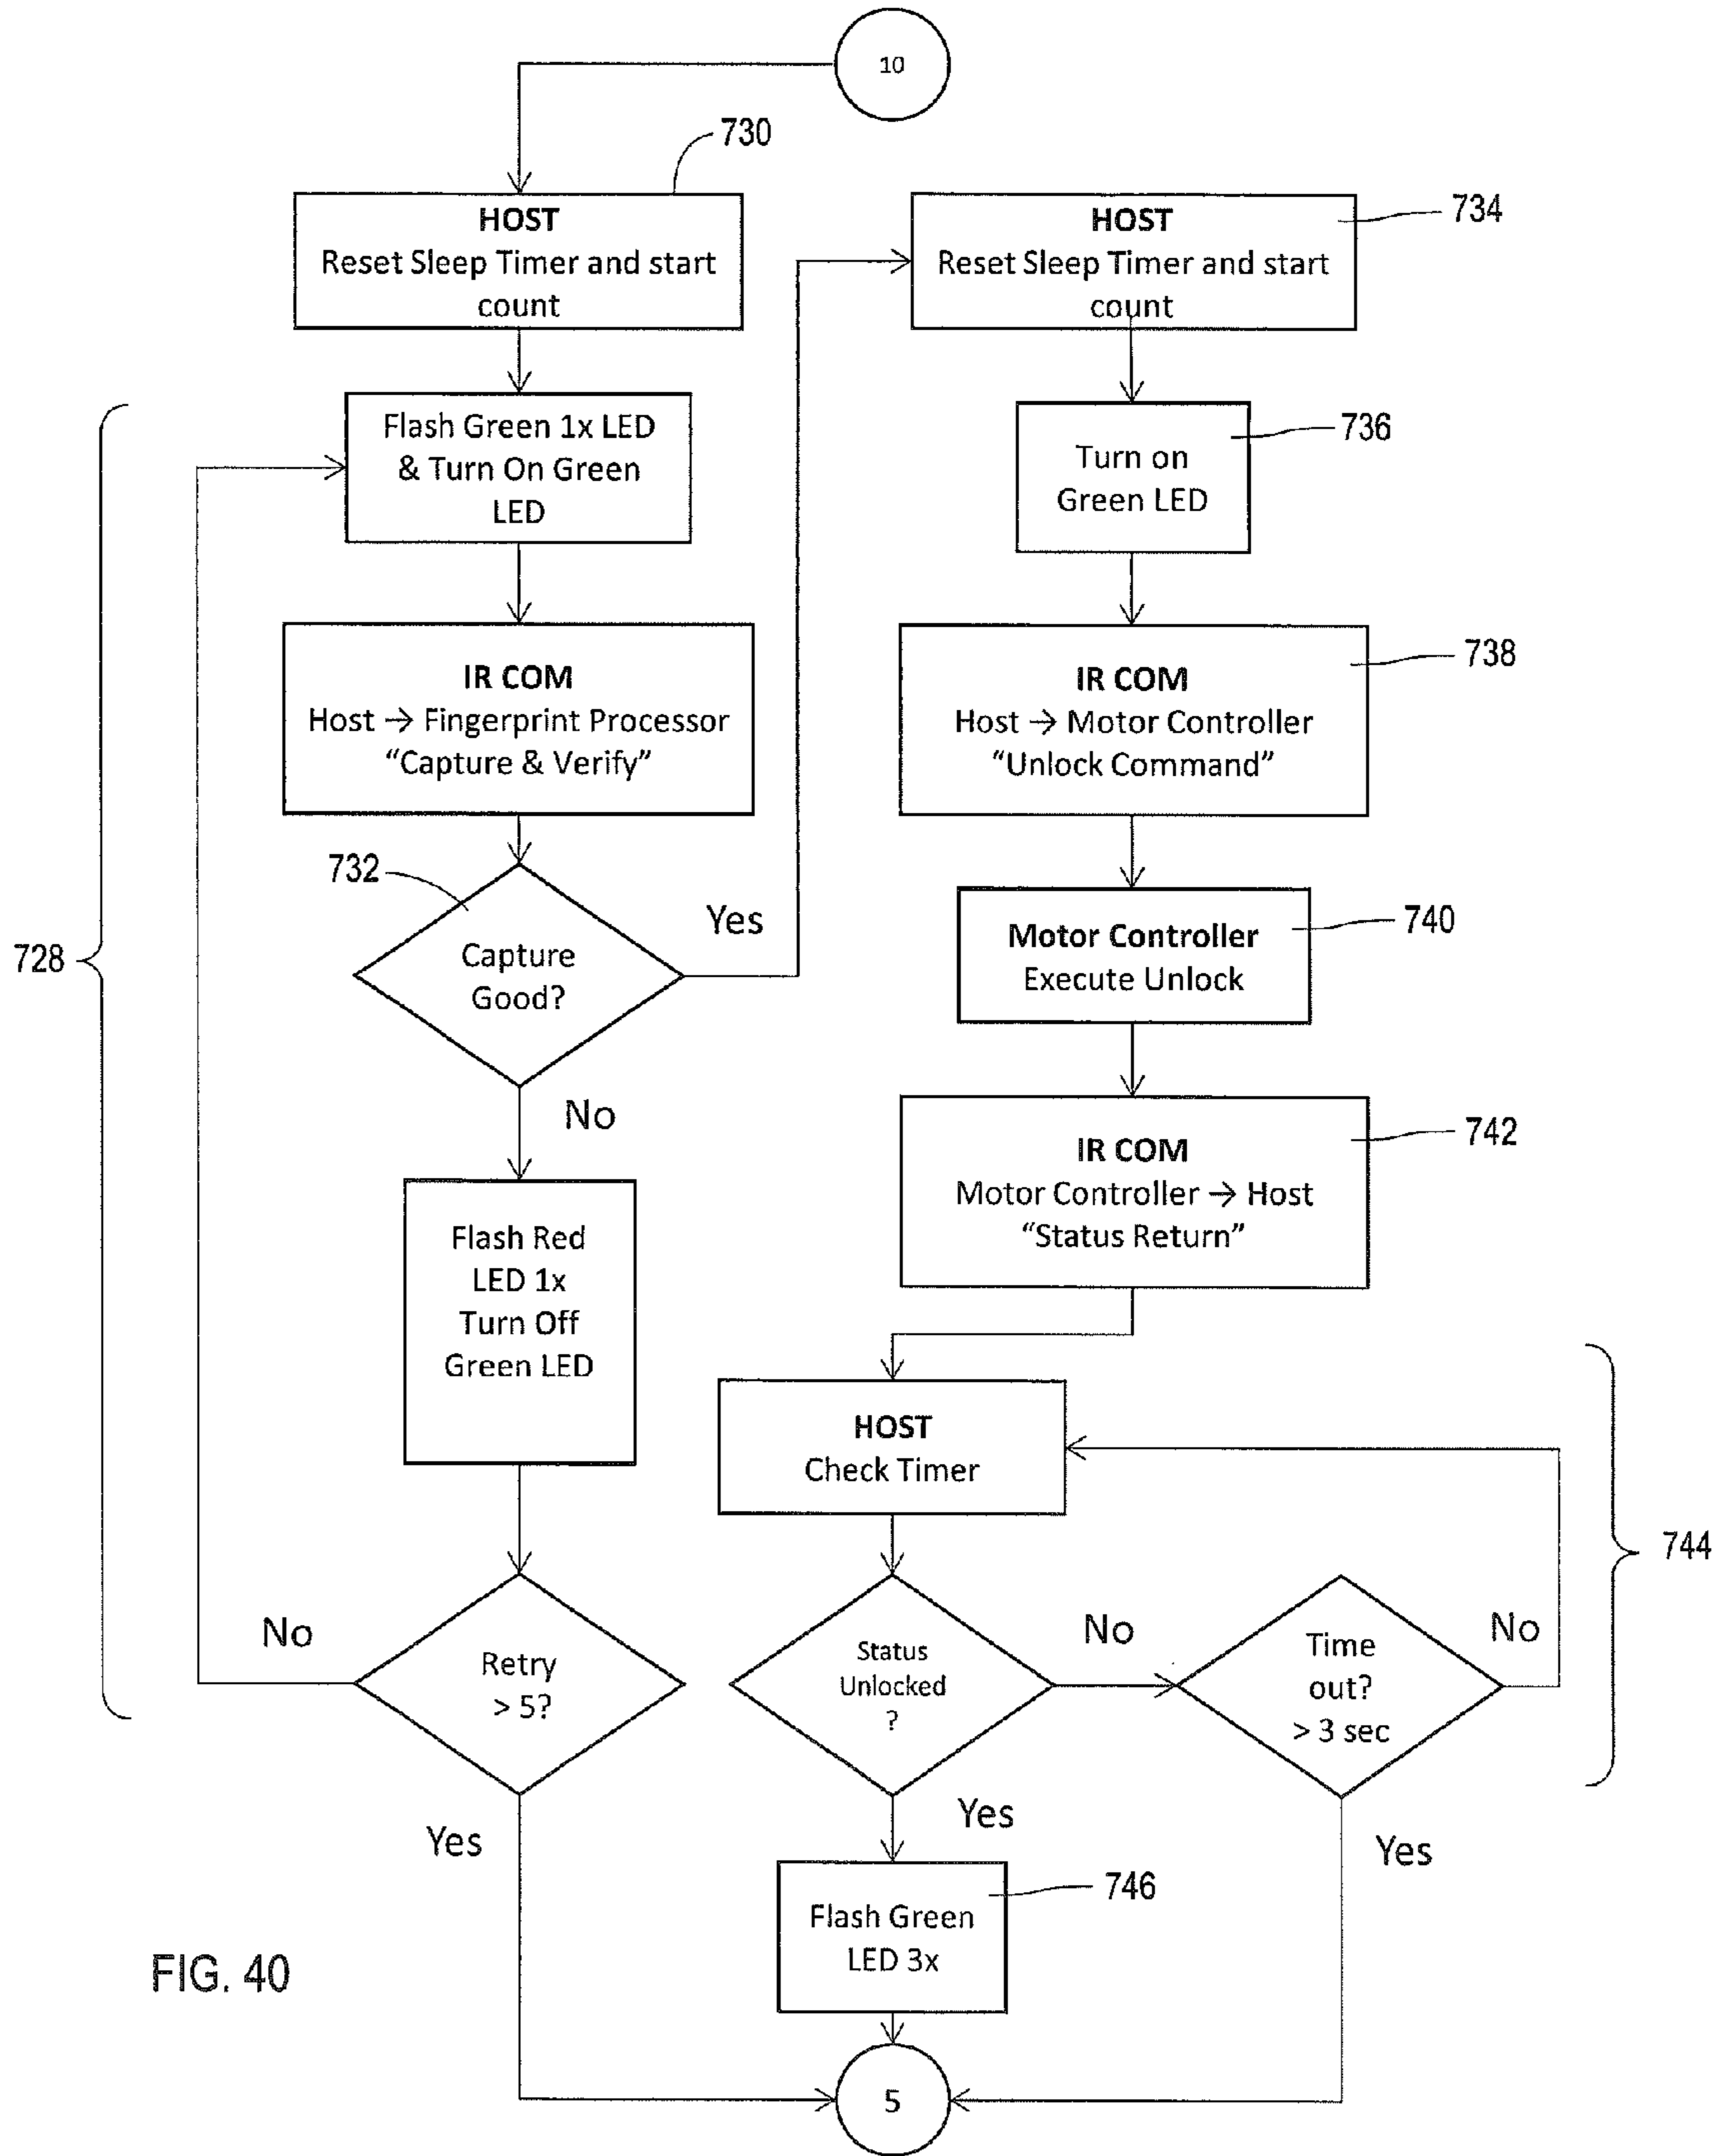 10
730
HOST
Reset Sleep Timer and start
count
734
HOST
Reset Sleep Timer and start
count
728
Flash Green 1x LED
& Turn On Green
LED
736
Turn on
Green LED
IR COM
Host → Fingerprint Processor
“Capture & Verify”
738
IR COM
Host → Motor Controller
“Unlock Command”
732
Capture
Good?
Yes
No
740
Motor Controller
Execute Unlock
742
IR COM
Motor Controller → Host
“Status Return”
Flash Red
LED 1x
Turn Off
Green LED
HOST
Check Timer
744
No
Retry
> 5?
Yes
Status
Unlocked
?
No
Time
out?
> 3 sec
No
Yes
Yes
746
Flash Green
LED 3x
5
FIG. 40